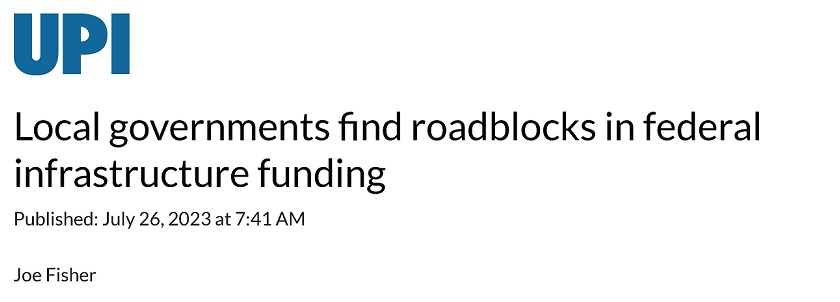 UPI
Local governments find roadblocks in federal
infrastructure funding
Published: July 26, 2023 at 7:41 AM
Joe Fisher